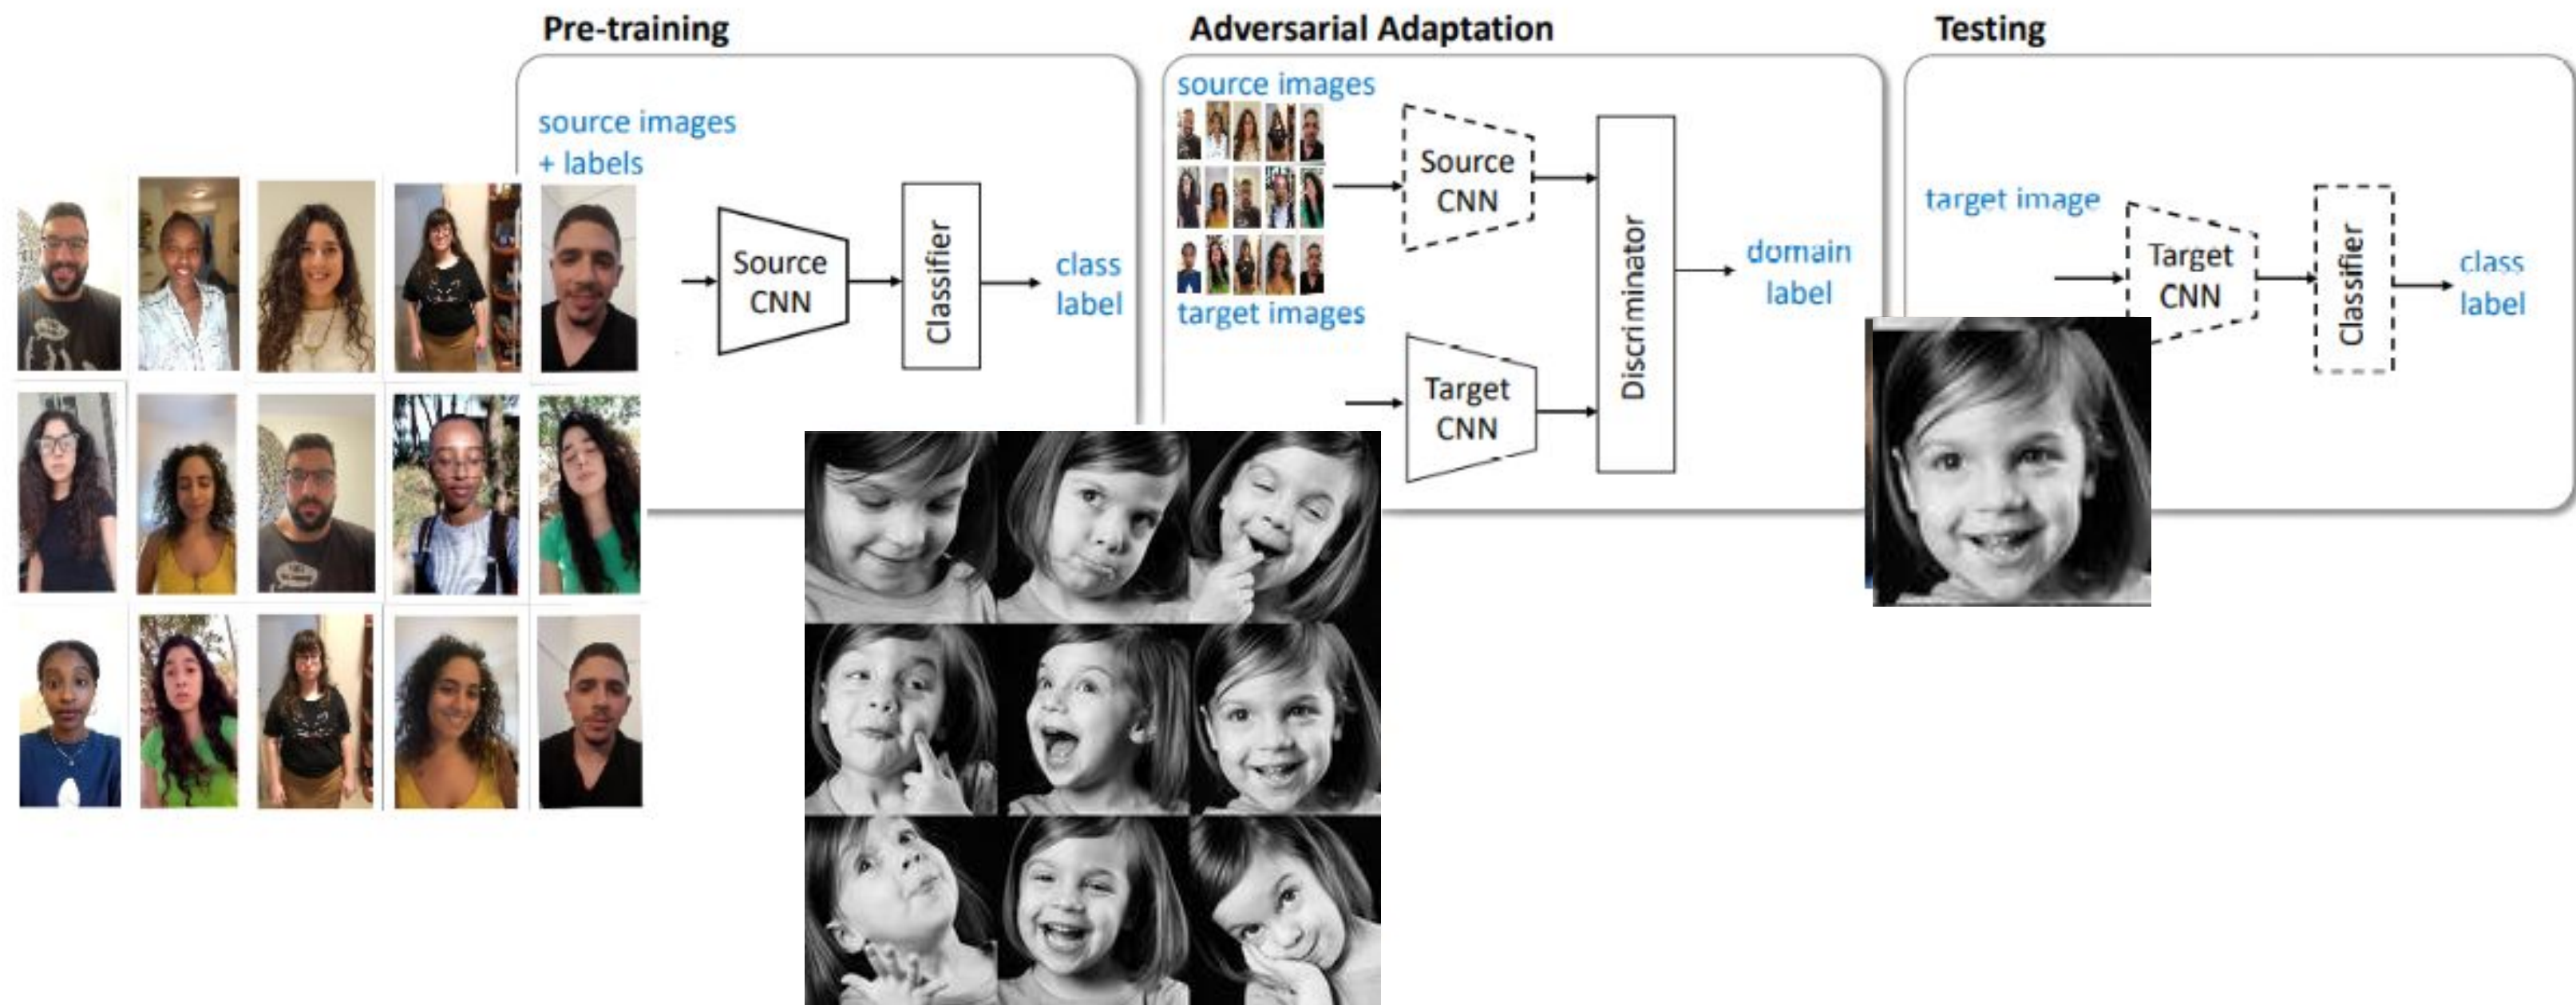 Pre-training
source images
+ labels
Source
CNN
Classifier
class
label
Adversarial Adaptation
source images
target images
Source
CNN
Target
CNN
Discriminator
domain
label
Testing
target image
Target
CNN
Classifier
class
label